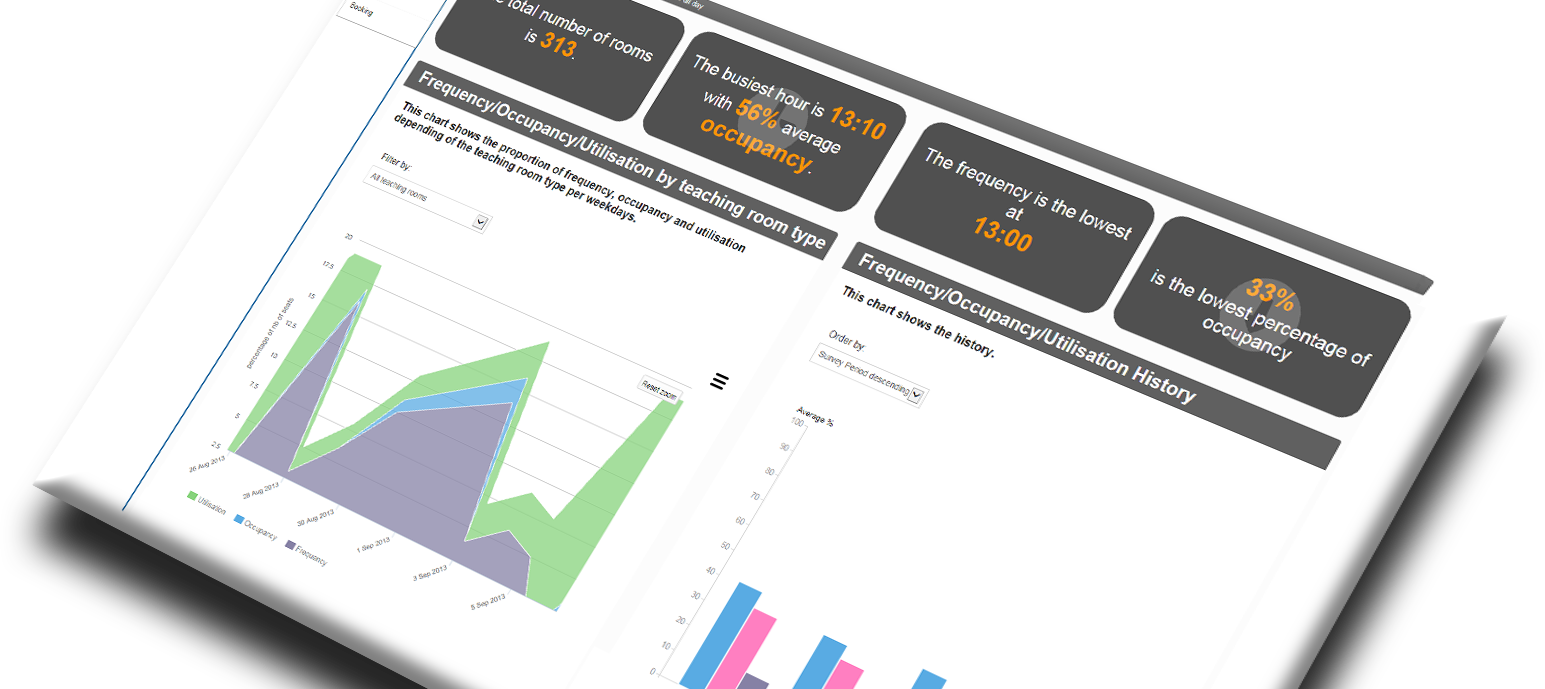 Booking
all day
e total number of rooms
is 313.
The busiest hour is 13:10
with 56% average
occupancy.
The frequency is the lowest
at
13:00
33%
is the lowest percentage of
occupancy
Frequency/Occupancy/Utilisation by teaching room type
This chart shows the proportion of frequency, occupancy and utilisation
depending of the teaching room type per weekdays.
Filter by:
All teaching rooms
Reset zoom
percentage of nb of seats
20
17.5
15
12.5
10
7.5
5
2.5
26 Aug 2013
28 Aug 2013
30 Aug 2013
1 Sep 2013
3 Sep 2013
5 Sep 2013
Utilisation
Occupancy
Frequency
Frequency/Occupancy/Utilisation History
This chart shows the history.
Order by:
Survey Period descending
Average %
100
90
80
70
60
50
40
30
20
10
0